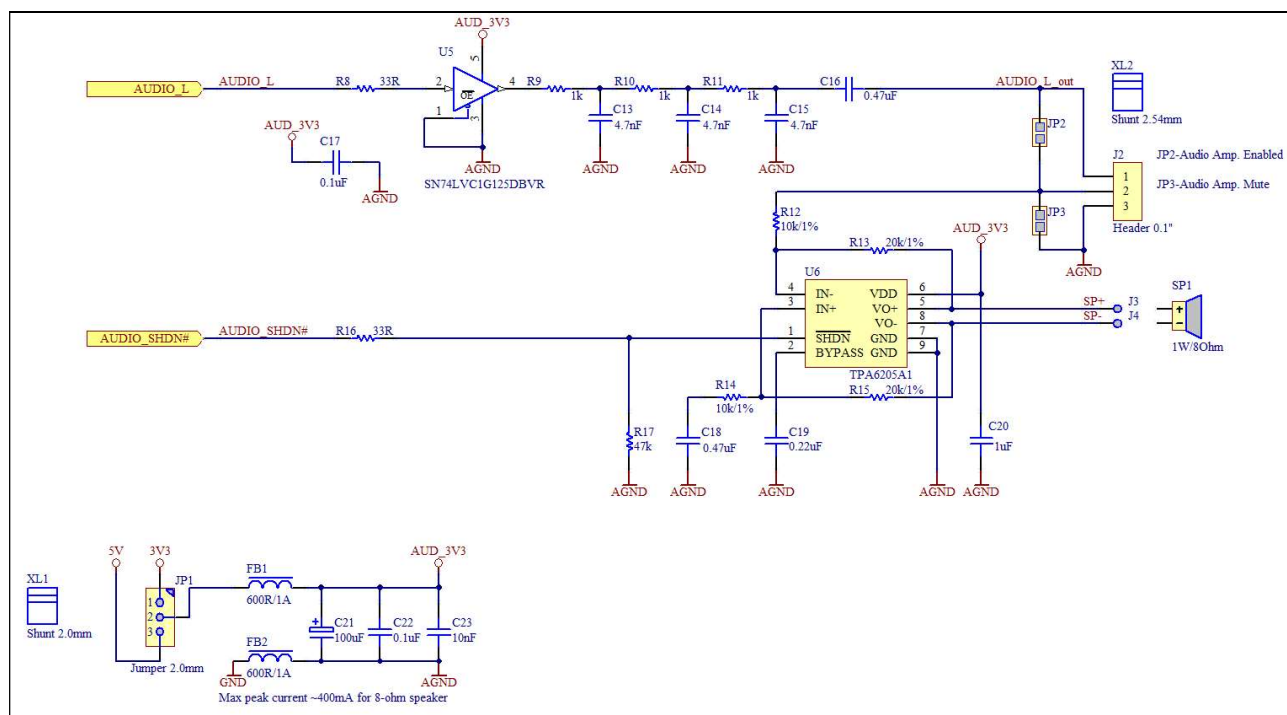 AUD_3V3
U5
5
XL2
AUDIO_L
AUDIO_L
R8
33R
2
OE
4
R9
1k
R10
1k
R11
1k
C16
0.47uF
AUDIO_L_out
Shunt 2.54mm
1
3
C13
4.7nF
C14
4.7nF
C15
4.7nF
JP2
AUD_3V3
C17
0.1uF
AGND
AGND
SN74LVC1G125DBVR
AGND
AGND
AGND
J2
JP2-Audio Amp. Enabled
1
2
3
JP3-Audio Amp. Mute
Header 0.1"
JP3
R12
10k/1%
AUD_3V3
AGND
R13
20k/1%
U6
4
IN-
VDD
6
3
IN+
VO+
5
VO-
8
1
SHDN
GND
7
2
BYPASS
GND
9
TPA6205A1
SP+
J3
SP-
J4
SP1
+
-
1W/8Ohm
AUDIO_SHDN#
AUDIO_SHDN#
R16
33R
R14
10k/1%
R15
20k/1%
R17
47k
C18
0.47uF
C19
0.22uF
C20
1uF
AGND
AGND
AGND
AGND
AGND
5V
3V3
AUD_3V3
XL1
Shunt 2.0mm
JP1
1
2
3
Jumper 2.0mm
FB1
600R/1A
+
C21
100uF
C22
0.1uF
C23
10nF
FB2
600R/1A
GND
AGND
Max peak current ~400mA for 8-ohm speaker